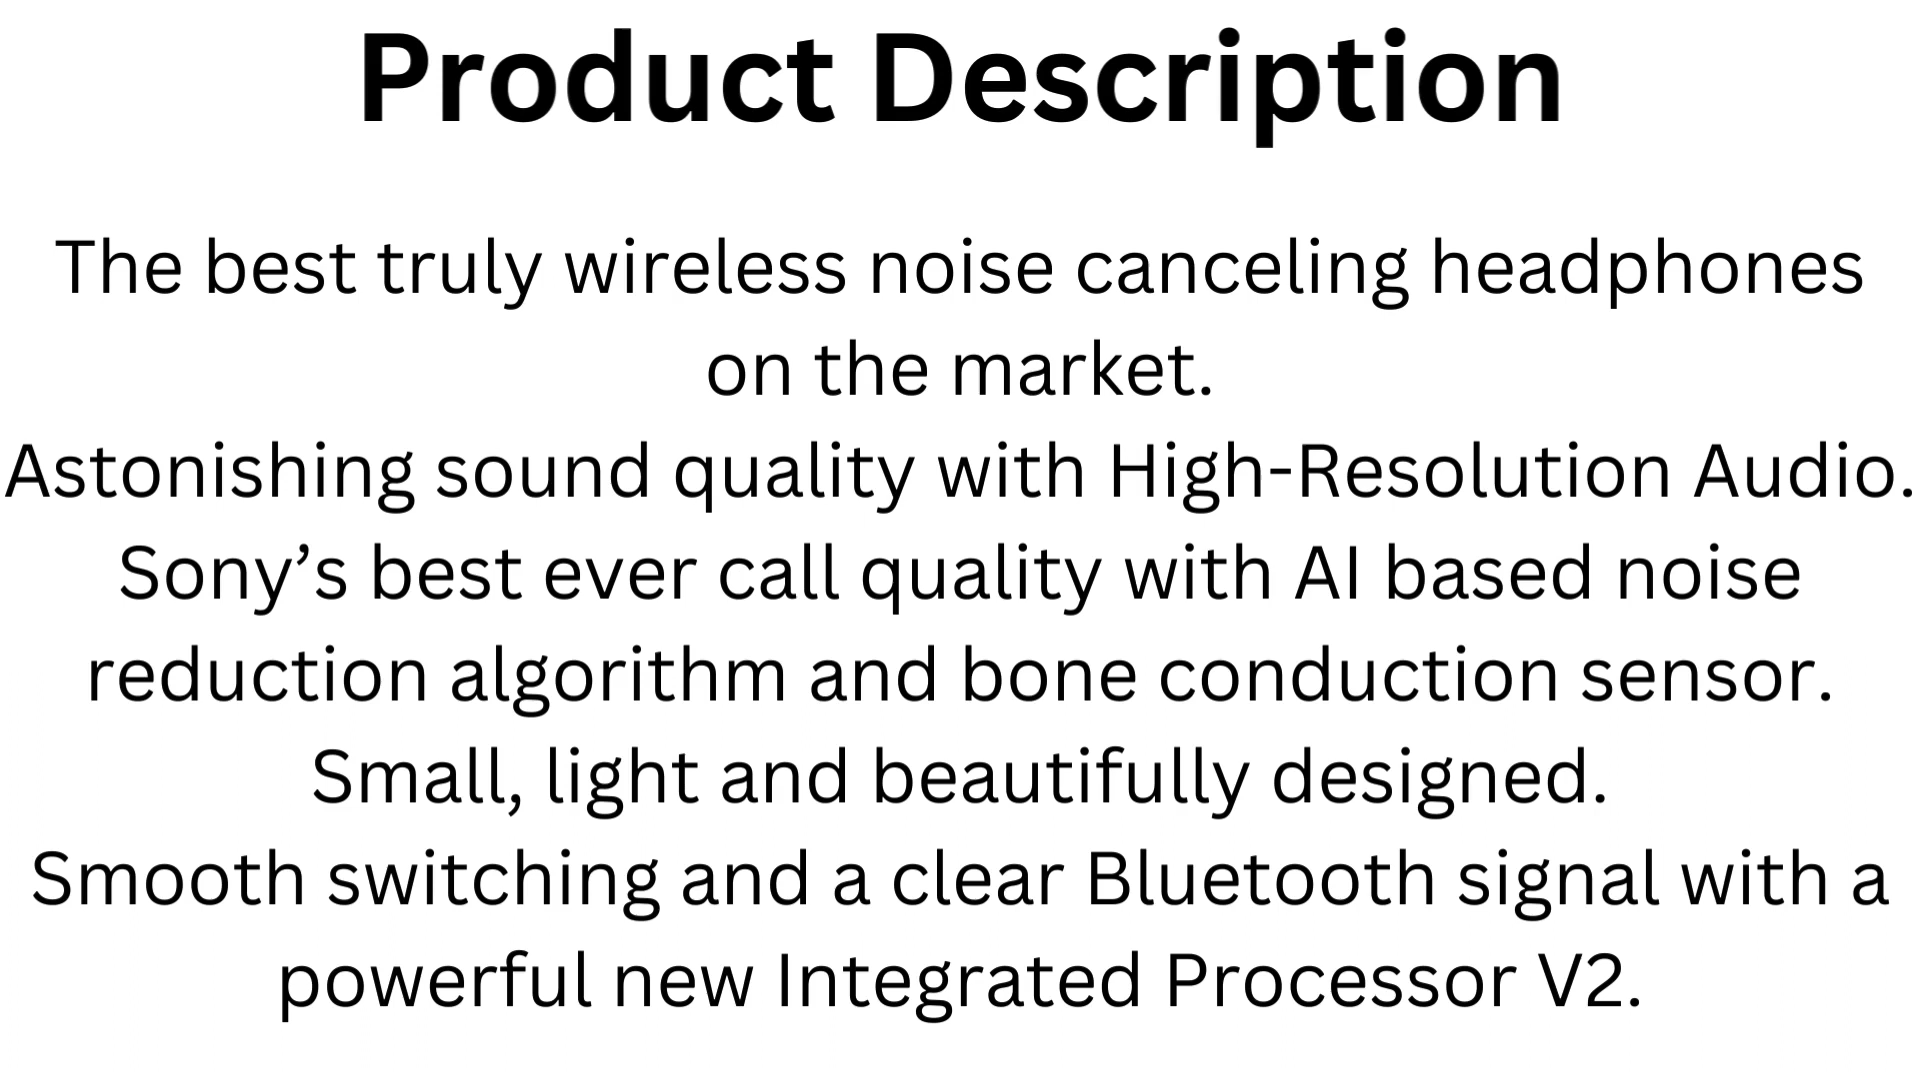 Product Description
The best truly wireless noise canceling headphones
on the market.
Astonishing sound quality with High-Resolution Audio.
Sony’s best ever call quality with AI based noise
reduction algorithm and bone conduction sensor.
Small, light and beautifully designed.
Smooth switching and a clear Bluetooth signal with a
powerful new Integrated Processor V2.